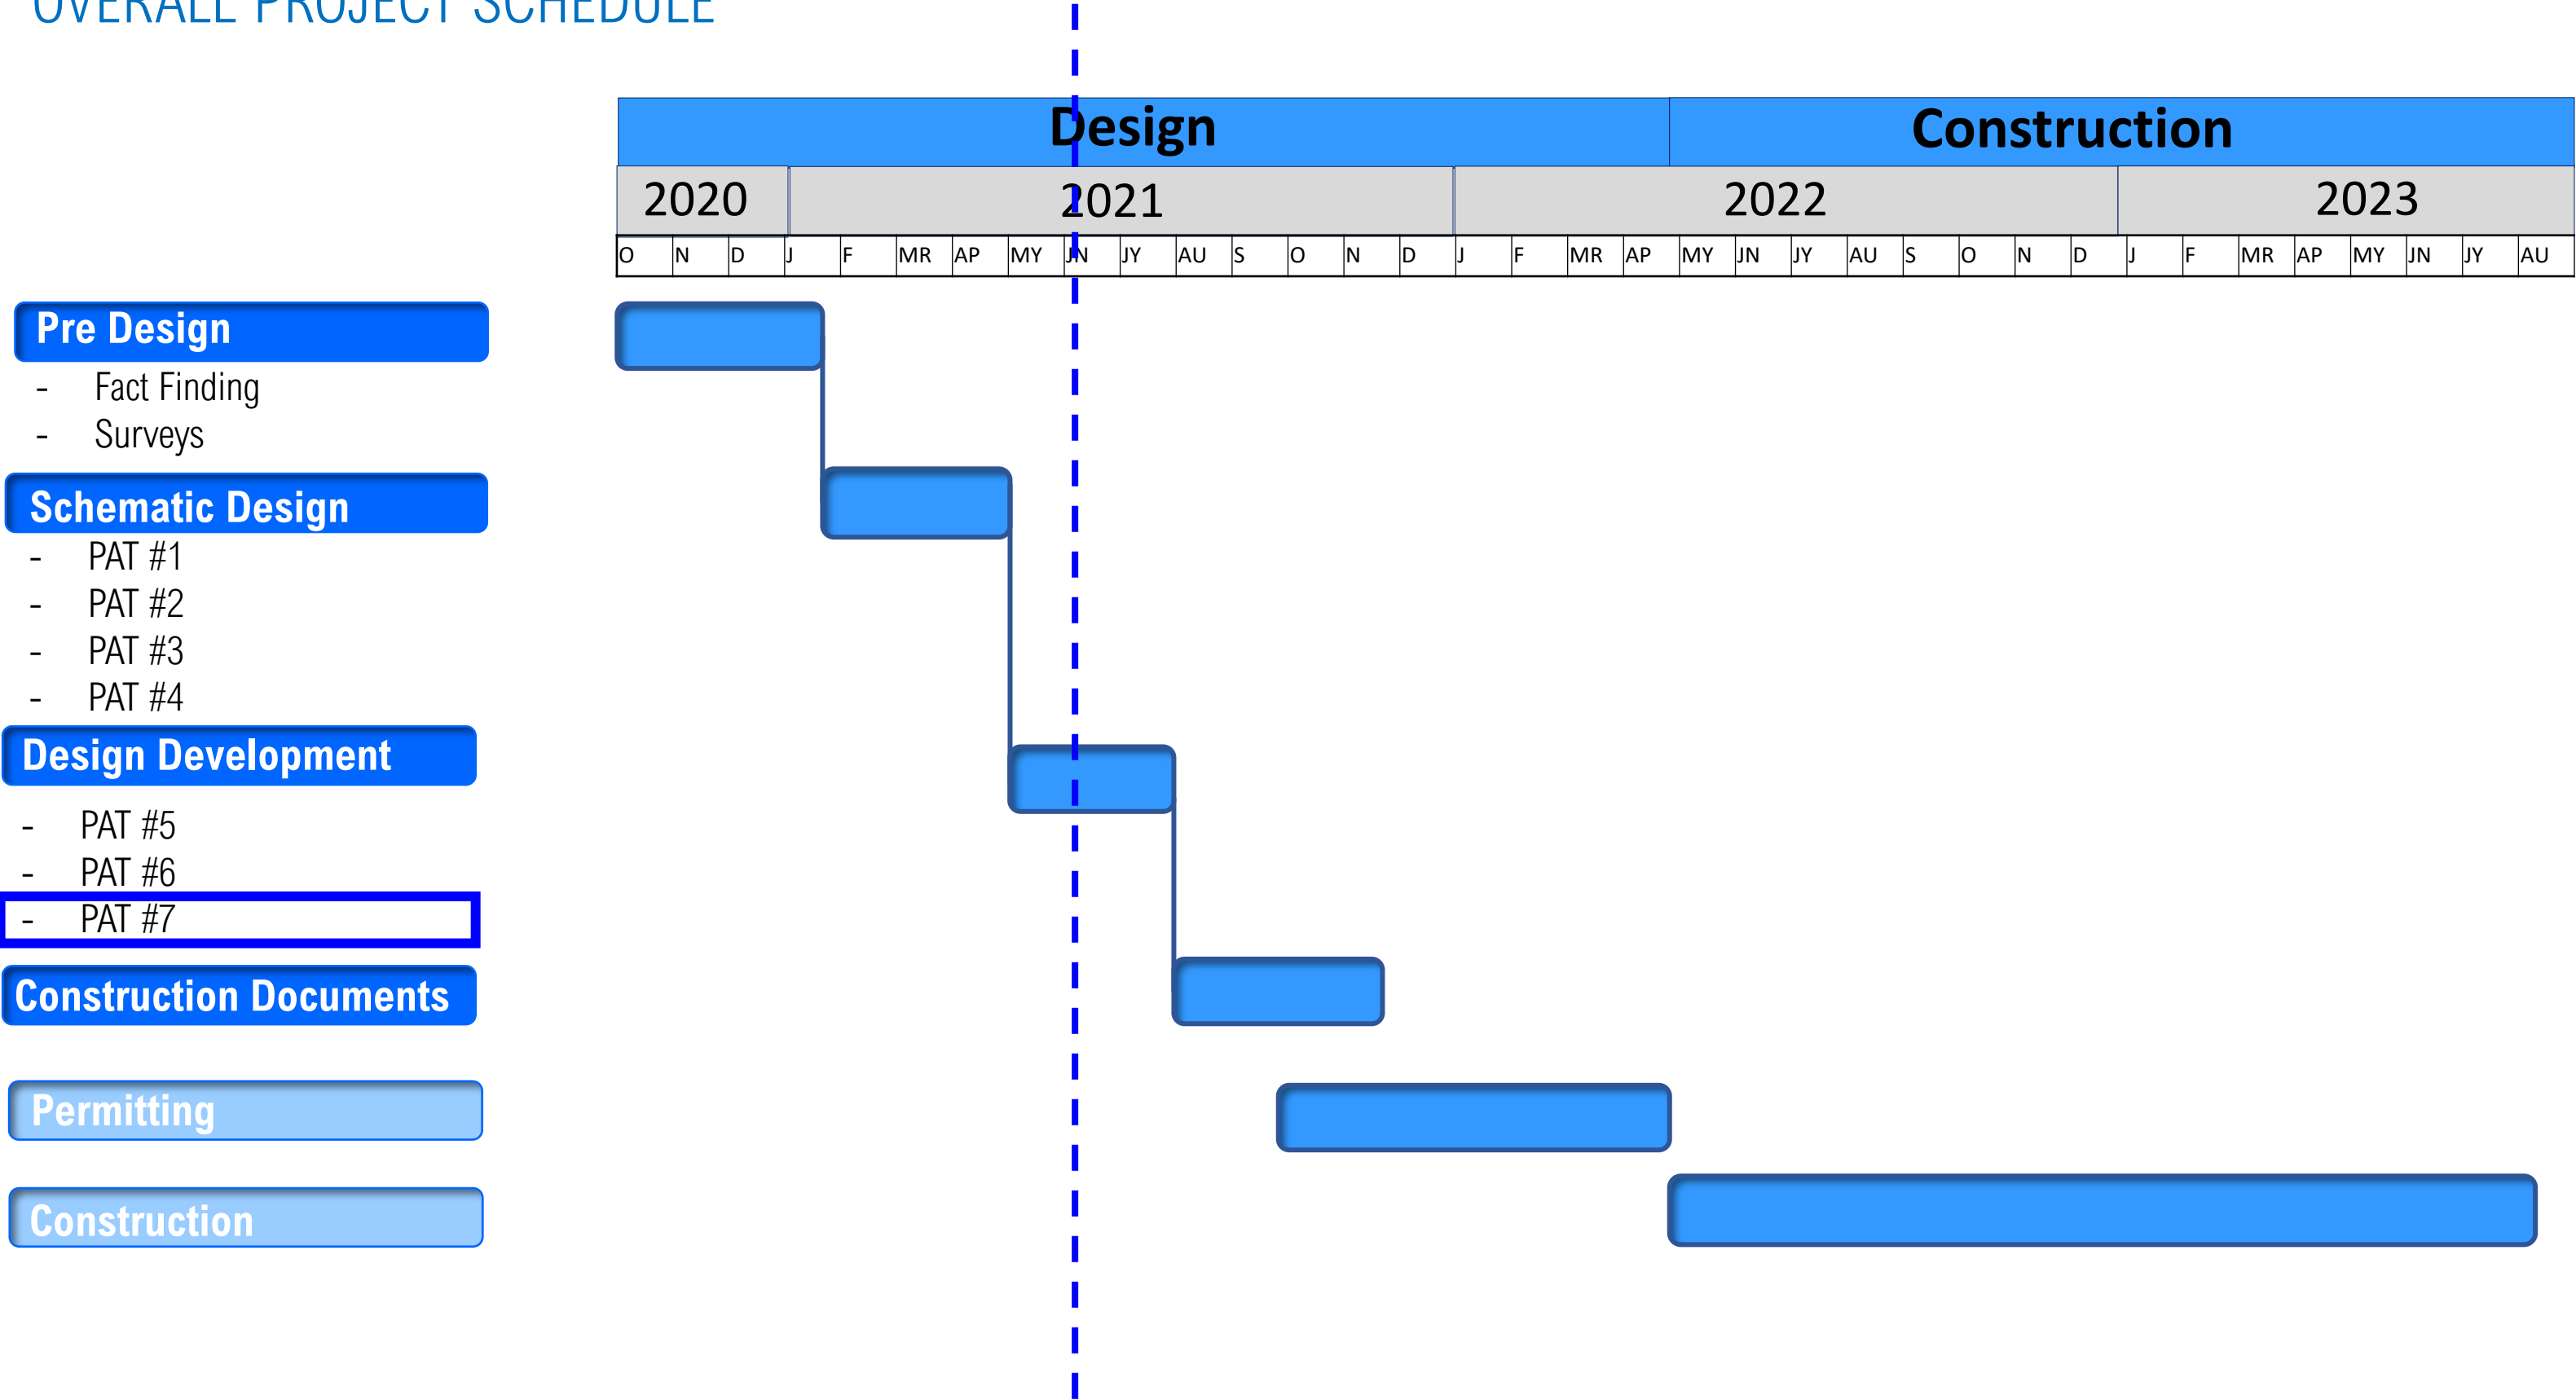 OVERALL PROJECT SCHEDULE
Design Construction
2020 2021 2022 2023
O N D J F MR AP MY JN JY AU S O N D J F MR AP MY JN JY AU S O N D J F MR AP MY JN JY AU
Pre Design
- Fact Finding
- Surveys
Schematic Design
- PAT #1
- PAT #2
- PAT #3
- PAT #4
Design Development
- PAT #5
- PAT #6
- PAT #7
Construction Documents
Permitting
Construction